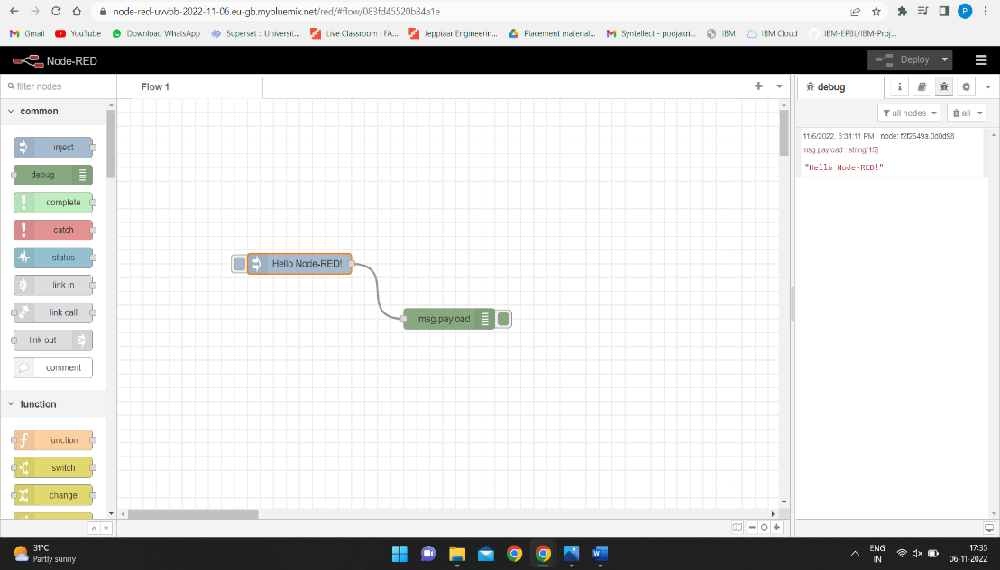 node-red-uvvbb-2022-11-06.eu-gb.mybluemix.net/red/#flow/083fd45520b84a1e
P
Gmail YouTube Download WhatsApp Superset :: Universit... Live Classroom | FA... Jeppiaar Engineerin... Placement material... Syntellect - poojakri... IBM IBM Cloud IBM-EPBL/IBM-Proj...
Node-RED
Deploy
filter nodes
Flow 1
debug
common
all nodes
all
inject
debug
complete
catch
status
link in
link call
link out
comment
function
function
switch
change
Hello Node-RED!
msg.payload
11/6/2022, 5:31:11 PM node: f2f2649a.0d0d98
msg.payload : string[15]
"Hello Node-RED!"
31°C
Partly sunny
ENG
IN
17:35
06-11-2022